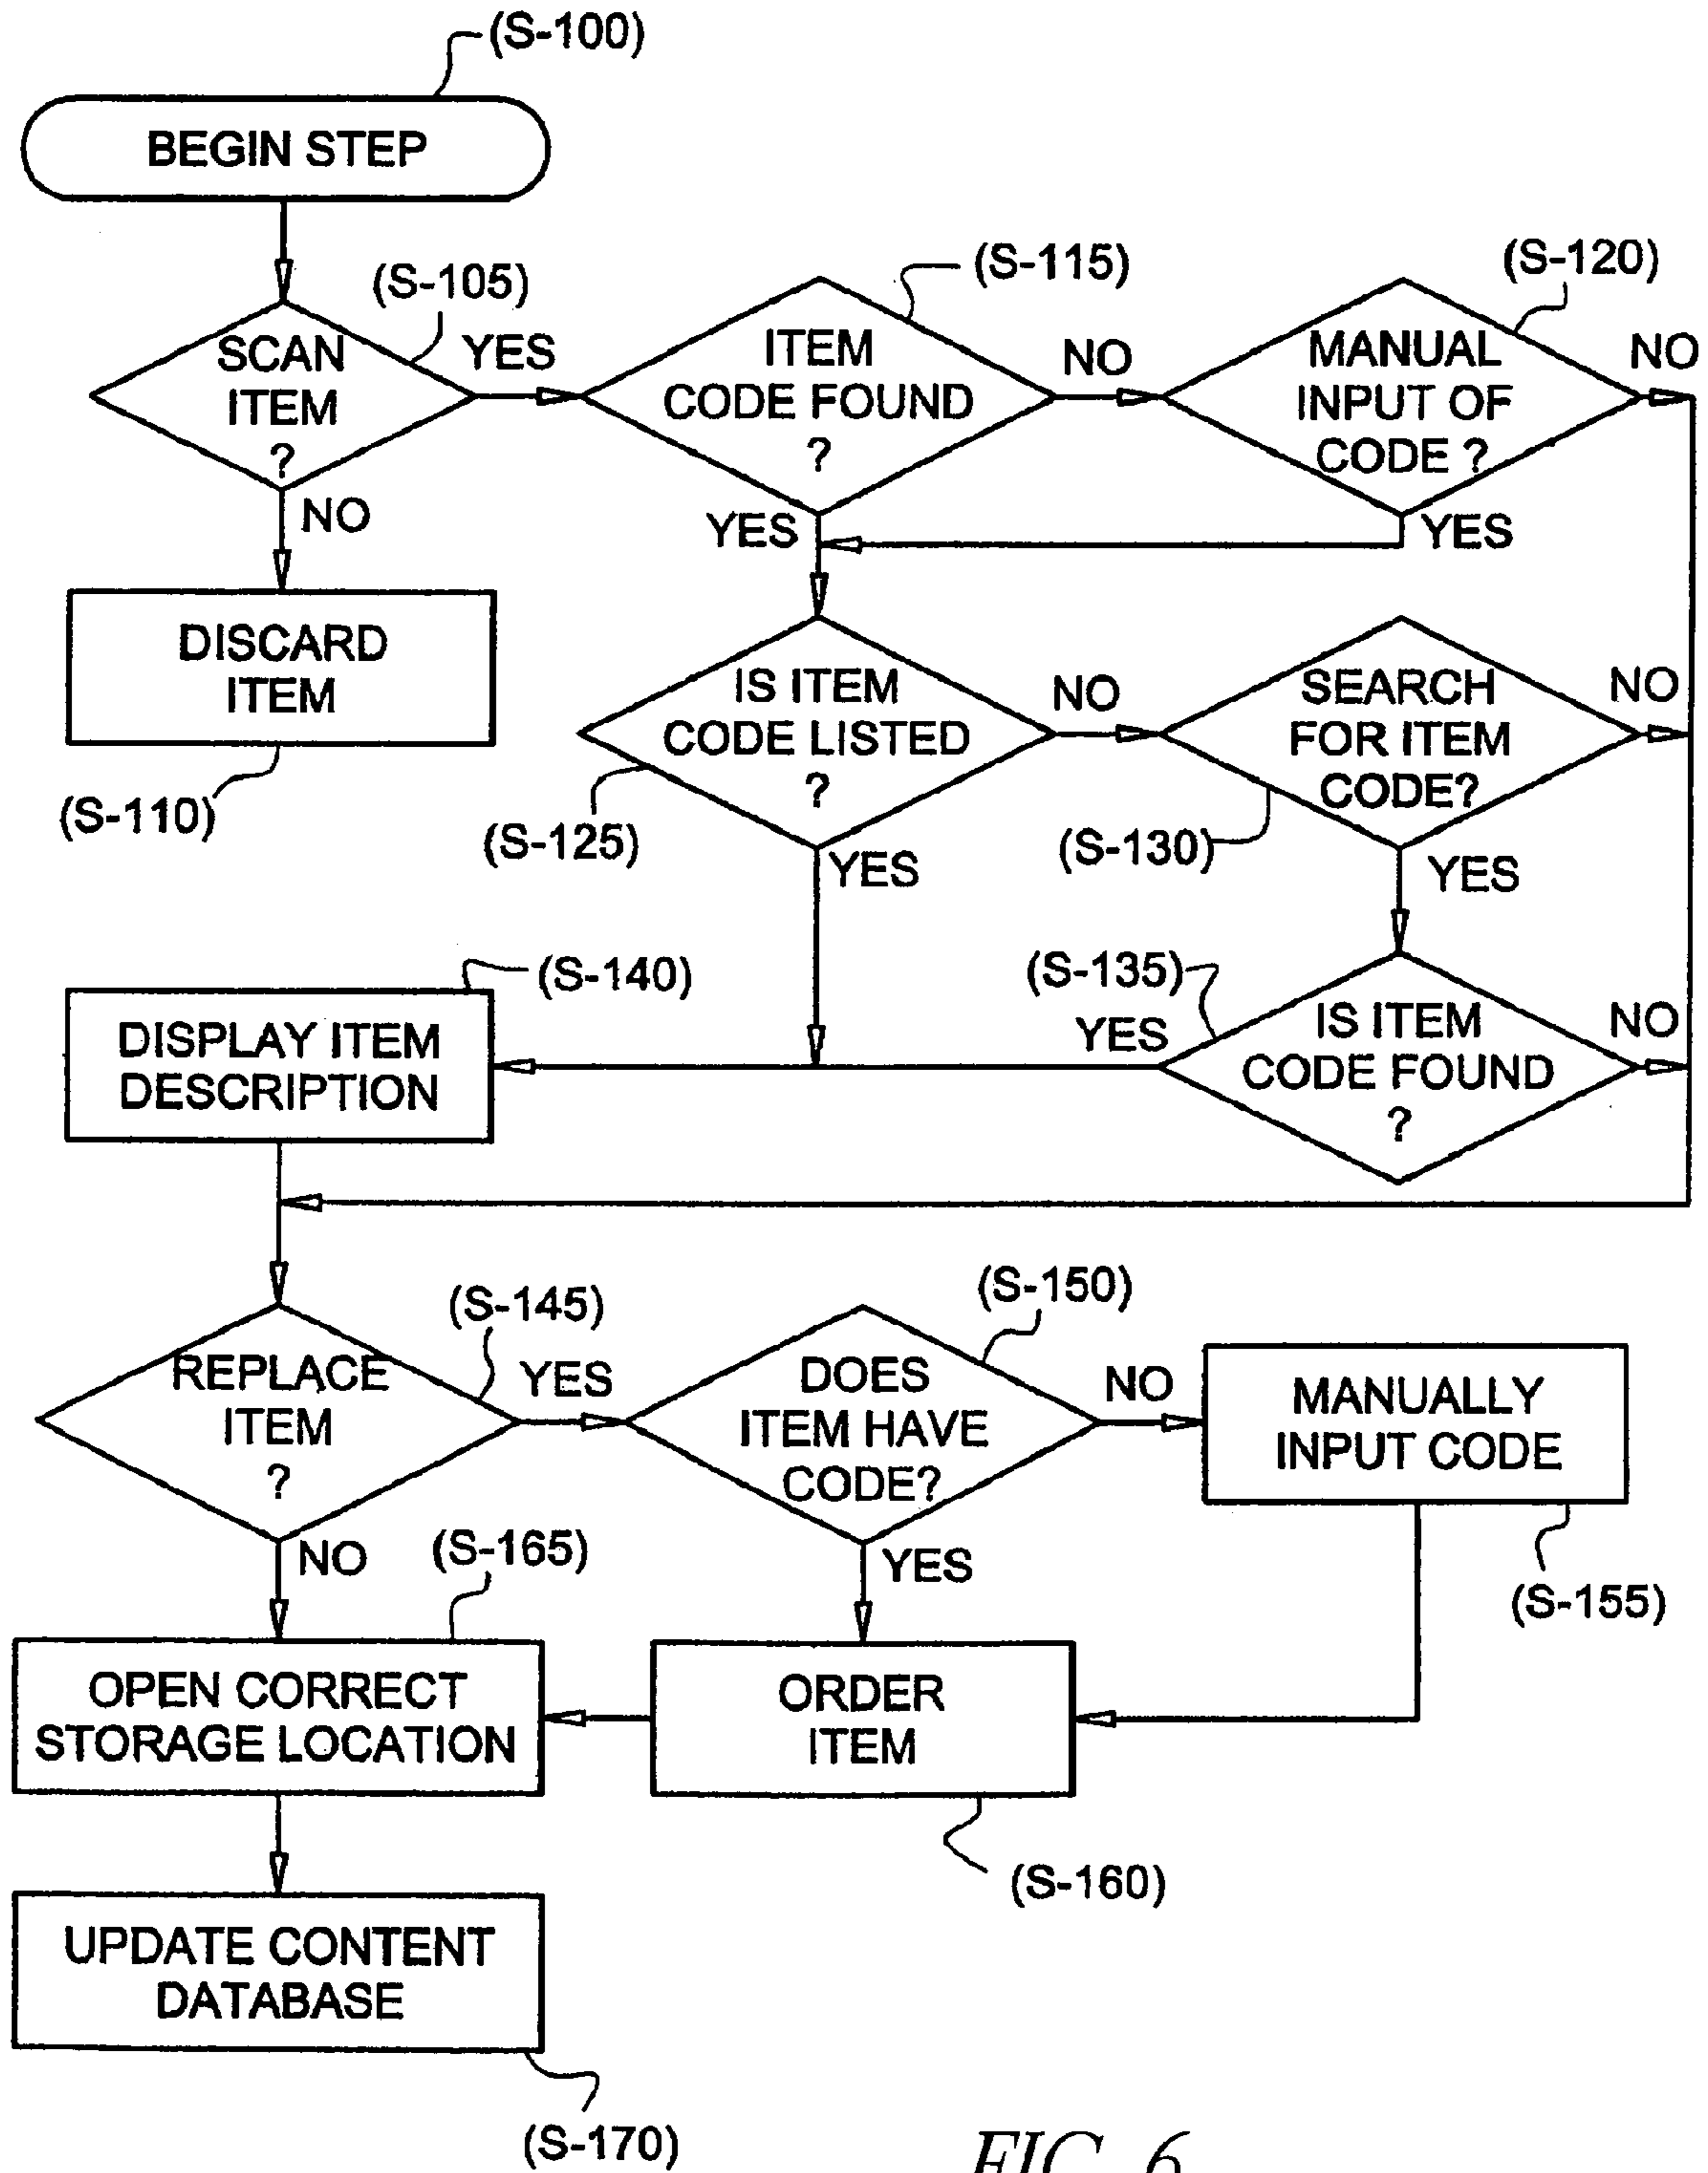 (S-100)
BEGIN STEP
(S-105)
SCAN
ITEM
?
YES
NO
(S-115)
ITEM
CODE FOUND
?
NO
YES
(S-120)
MANUAL
INPUT OF
CODE ?
NO
YES
DISCARD
ITEM
(S-110)
IS ITEM
CODE LISTED
?
NO
(S-125)
YES
SEARCH
FOR ITEM
CODE?
NO
(S-130)
YES
(S-140)
DISPLAY ITEM
DESCRIPTION
(S-135)
YES
IS ITEM
CODE FOUND
?
NO
(S-145)
REPLACE
ITEM
?
YES
NO
(S-150)
DOES
ITEM HAVE
CODE?
NO
YES
MANUALLY
INPUT CODE
(S-155)
(S-165)
OPEN CORRECT
STORAGE LOCATION
ORDER
ITEM
(S-160)
UPDATE CONTENT
DATABASE
(S-170)
FIG. 6